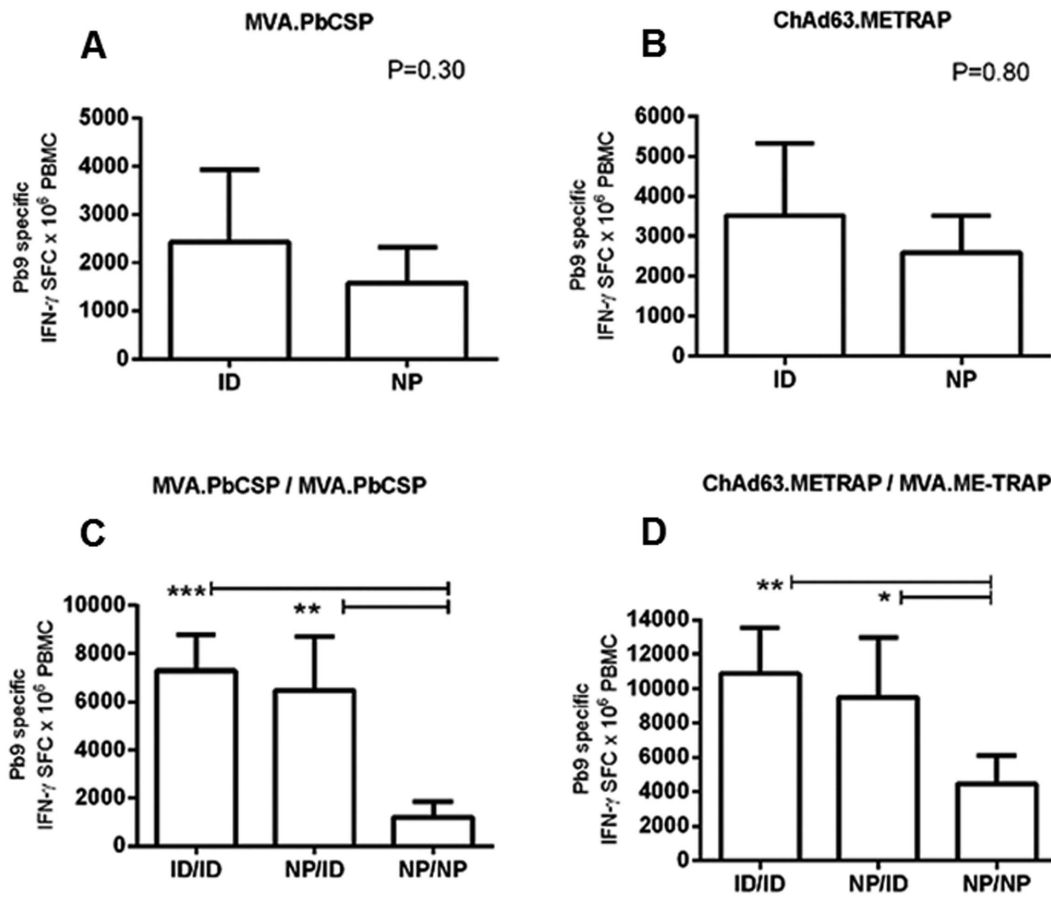 MVA.PbCSP
A
P=0.30
Pb9 specific
IFN-γ SFC x 10⁶ PBMC
5000
4000
3000
2000
1000
0
ID NP
ChAd63.METRAP
B
P=0.80
Pb9 specific
IFN-γ SFC x 10⁶ PBMC
6000
5000
4000
3000
2000
1000
0
ID NP
MVA.PbCSP / MVA.PbCSP
C
*** **
Pb9 specific
IFN-γ SFC x 10⁶ PBMC
10000
8000
6000
4000
2000
0
ID/ID NP/ID NP/NP
ChAd63.METRAP / MVA.ME-TRAP
D
** *
Pb9 specific
IFN-γ SFC x 10⁶ PBMC
14000
12000
10000
8000
6000
4000
2000
0
ID/ID NP/ID NP/NP